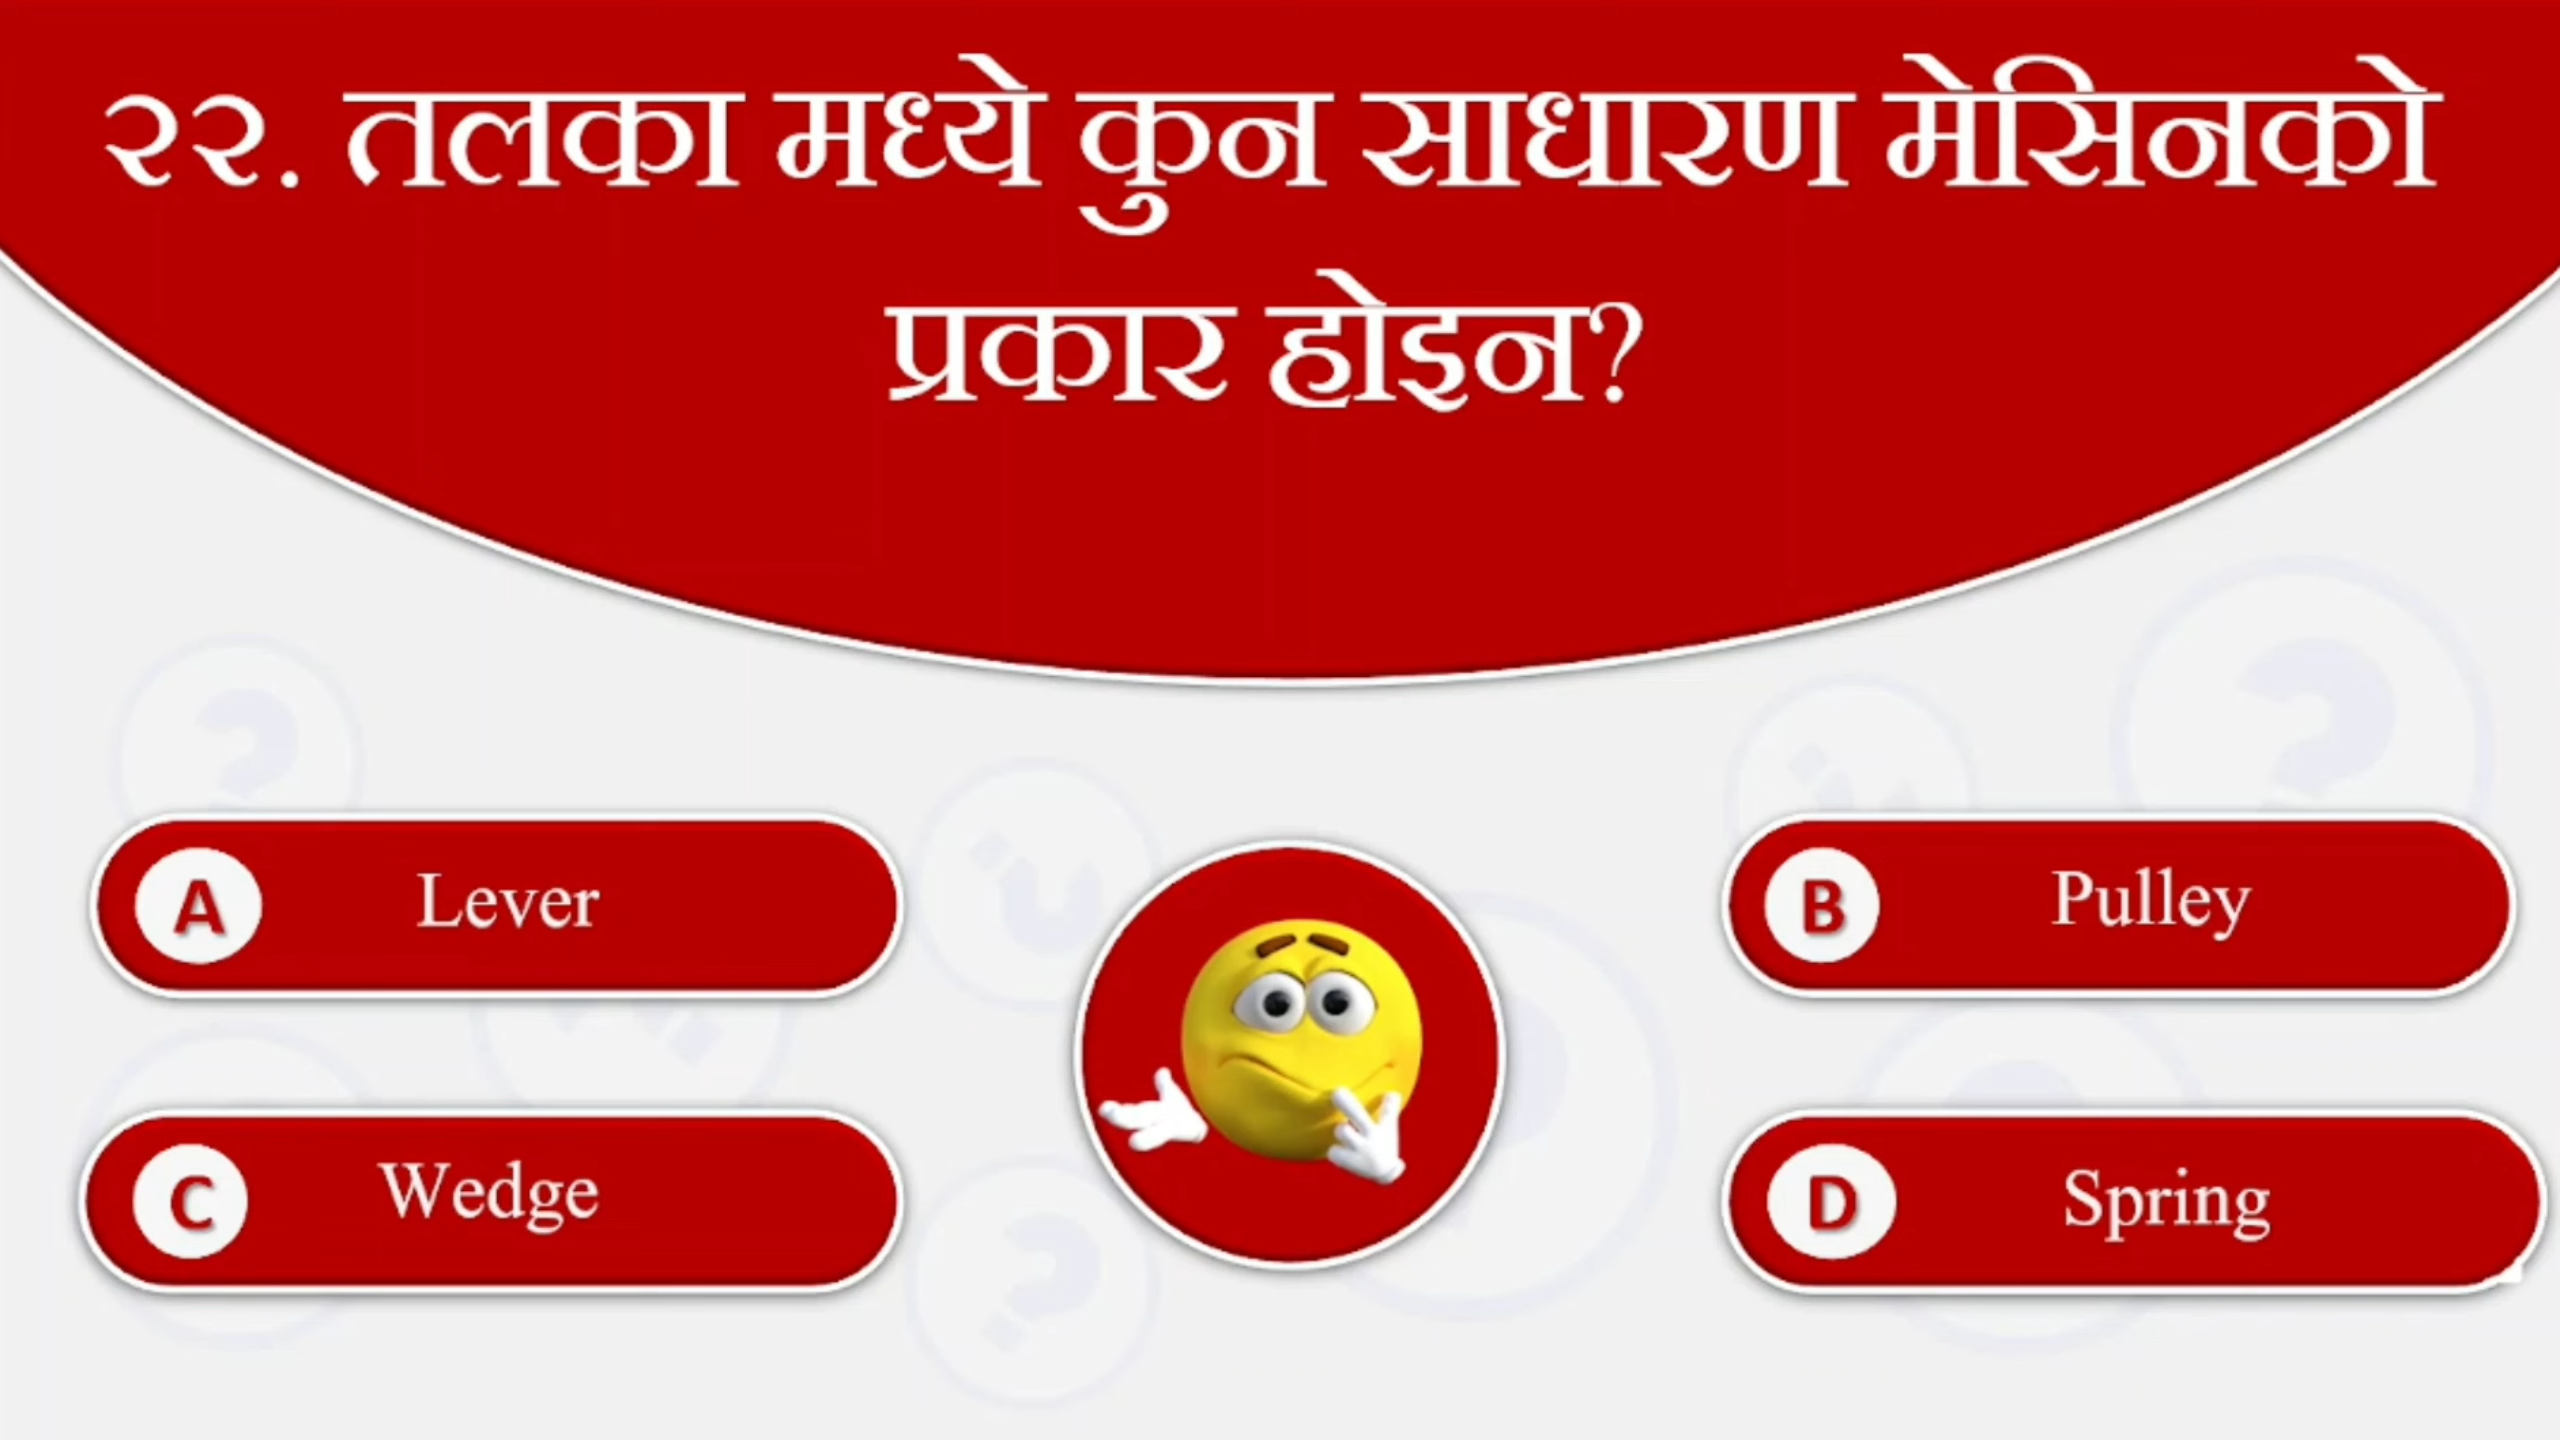 २२. तलका मध्ये कुन साधारण मेसिनको
प्रकार होइन?
A Lever
B Pulley
C Wedge
D Spring